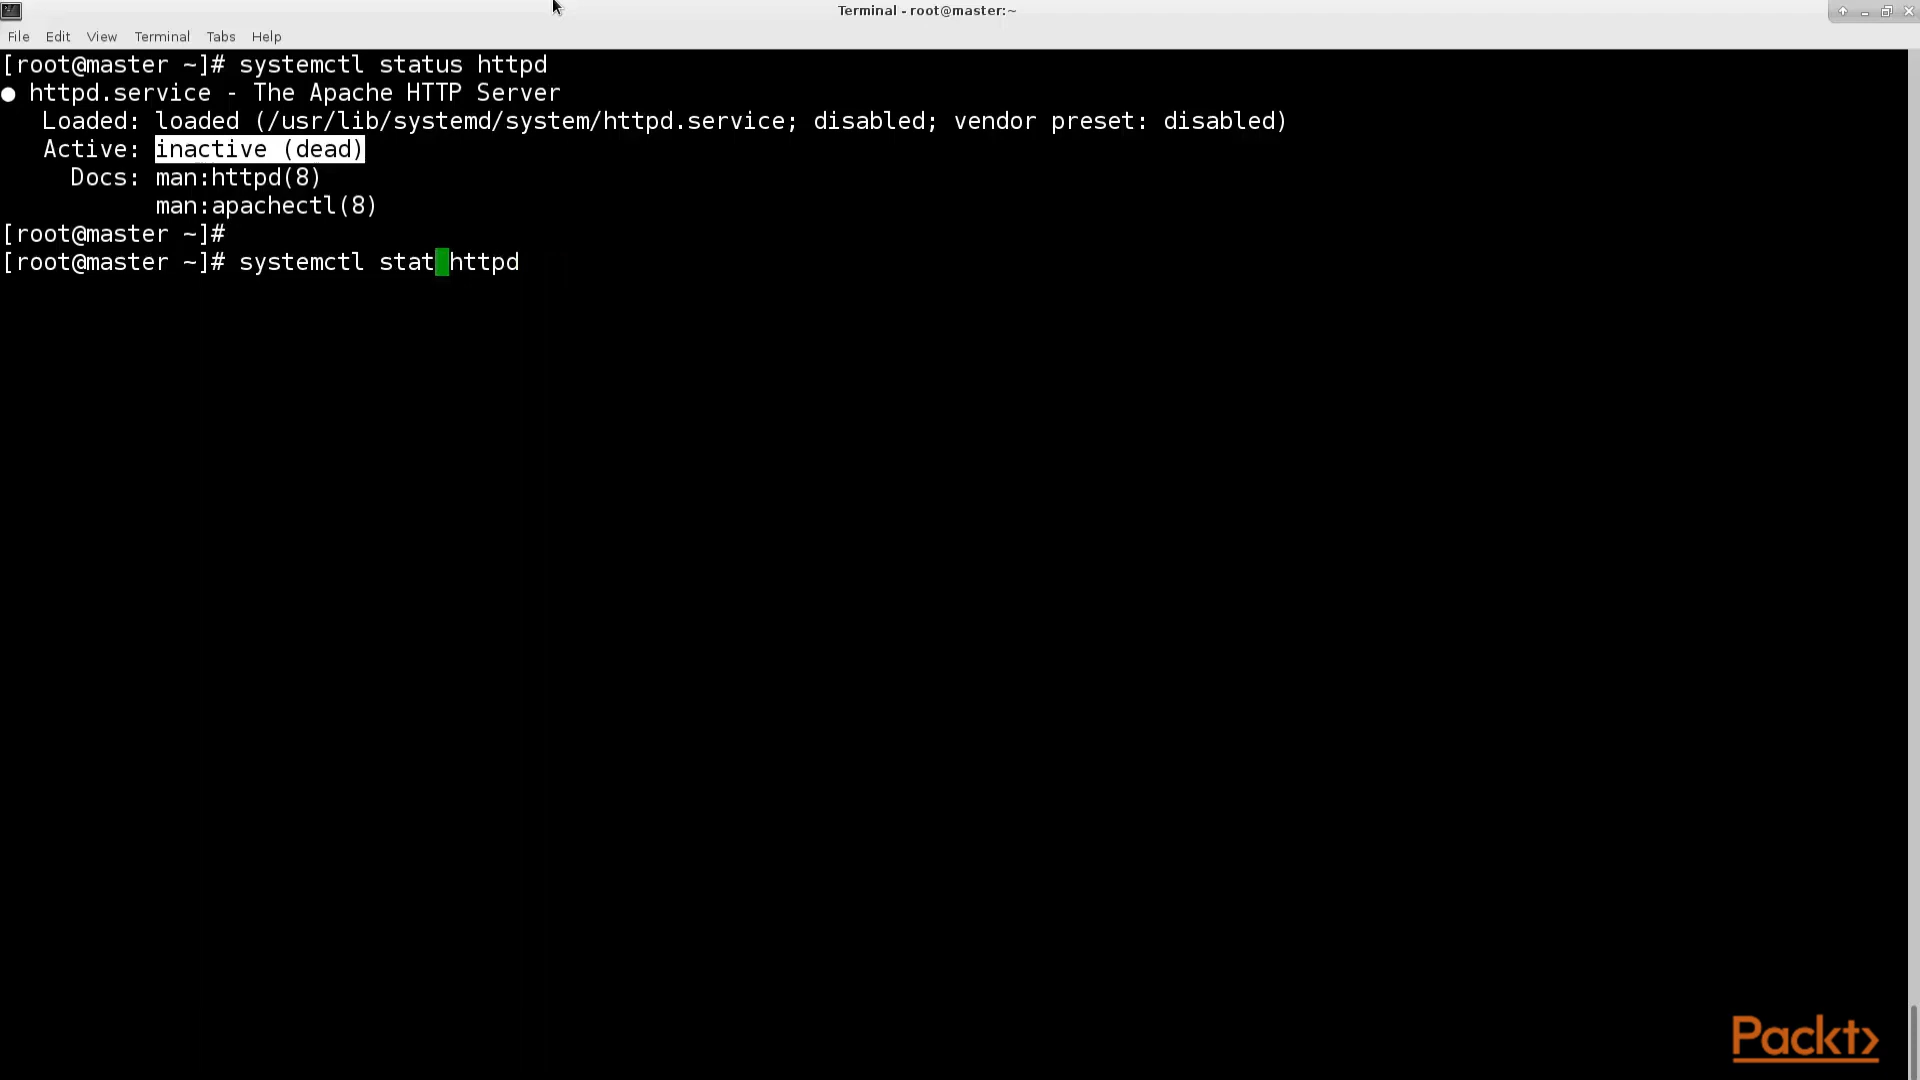 Terminal - root@master:~
File Edit View Terminal Tabs Help
[root@master ~]# systemctl status httpd
● httpd.service - The Apache HTTP Server
Loaded: loaded (/usr/lib/systemd/system/httpd.service; disabled; vendor preset: disabled)
Active: inactive (dead)
Docs: man:httpd(8)
man:apachectl(8)
[root@master ~]#
[root@master ~]# systemctl stat httpd
Packt>